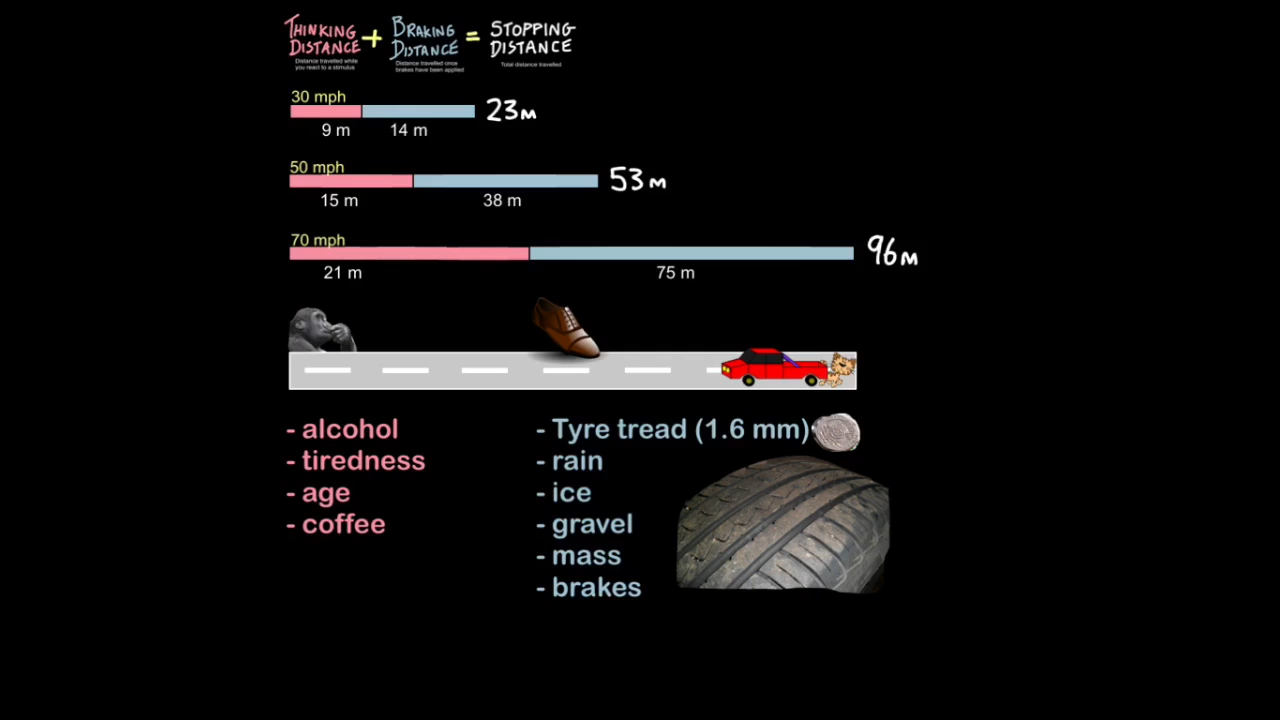 THINKING DISTANCE + BRAKING DISTANCE = STOPPING DISTANCE
Distance travelled while you react to a stimulus
Distance travelled once brakes have been applied
Total distance travelled
30 mph
23m
9 m 14 m
50 mph
53m
15 m 38 m
70 mph
96m
21 m 75 m
- alcohol
- tiredness
- age
- coffee
- Tyre tread (1.6 mm)
- rain
- ice
- gravel
- mass
- brakes